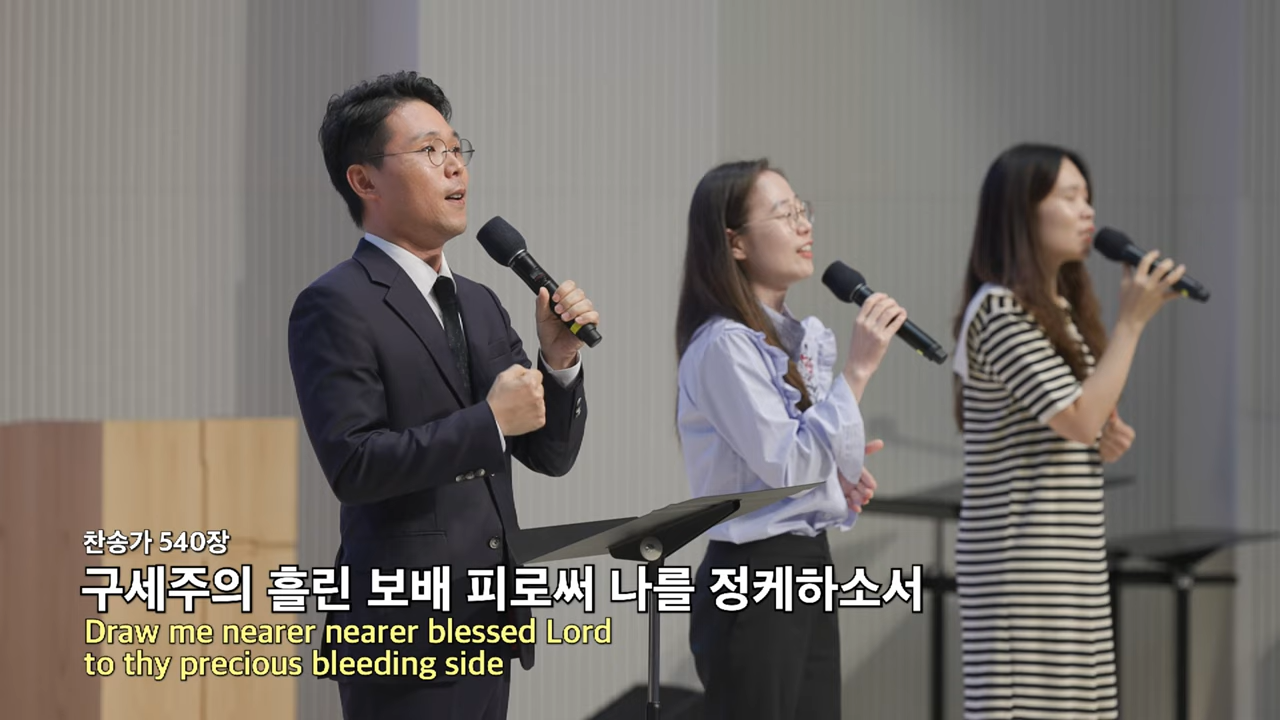 찬송가 540장
구세주의 흘린 보배 피로써 나를 정케하소서
Draw me nearer nearer blessed Lord
to thy precious bleeding side